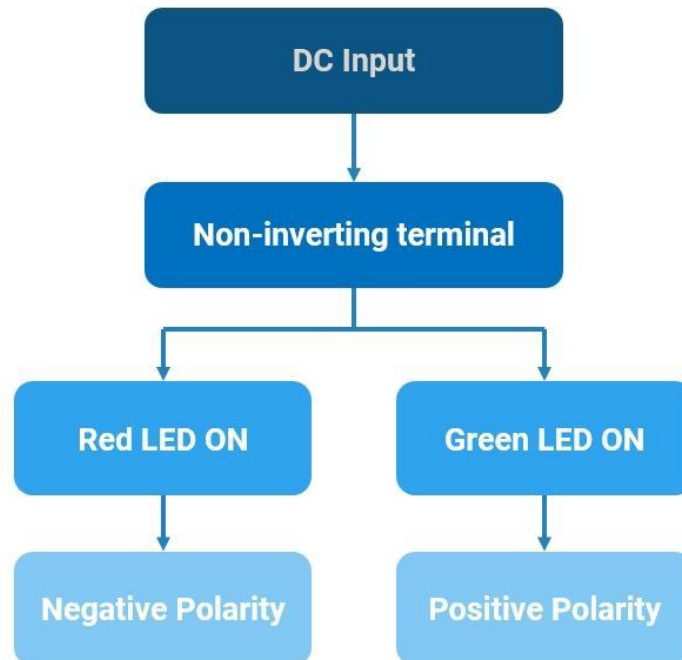 DC Input
Non-inverting terminal
Red LED ON
Green LED ON
Negative Polarity
Positive Polarity